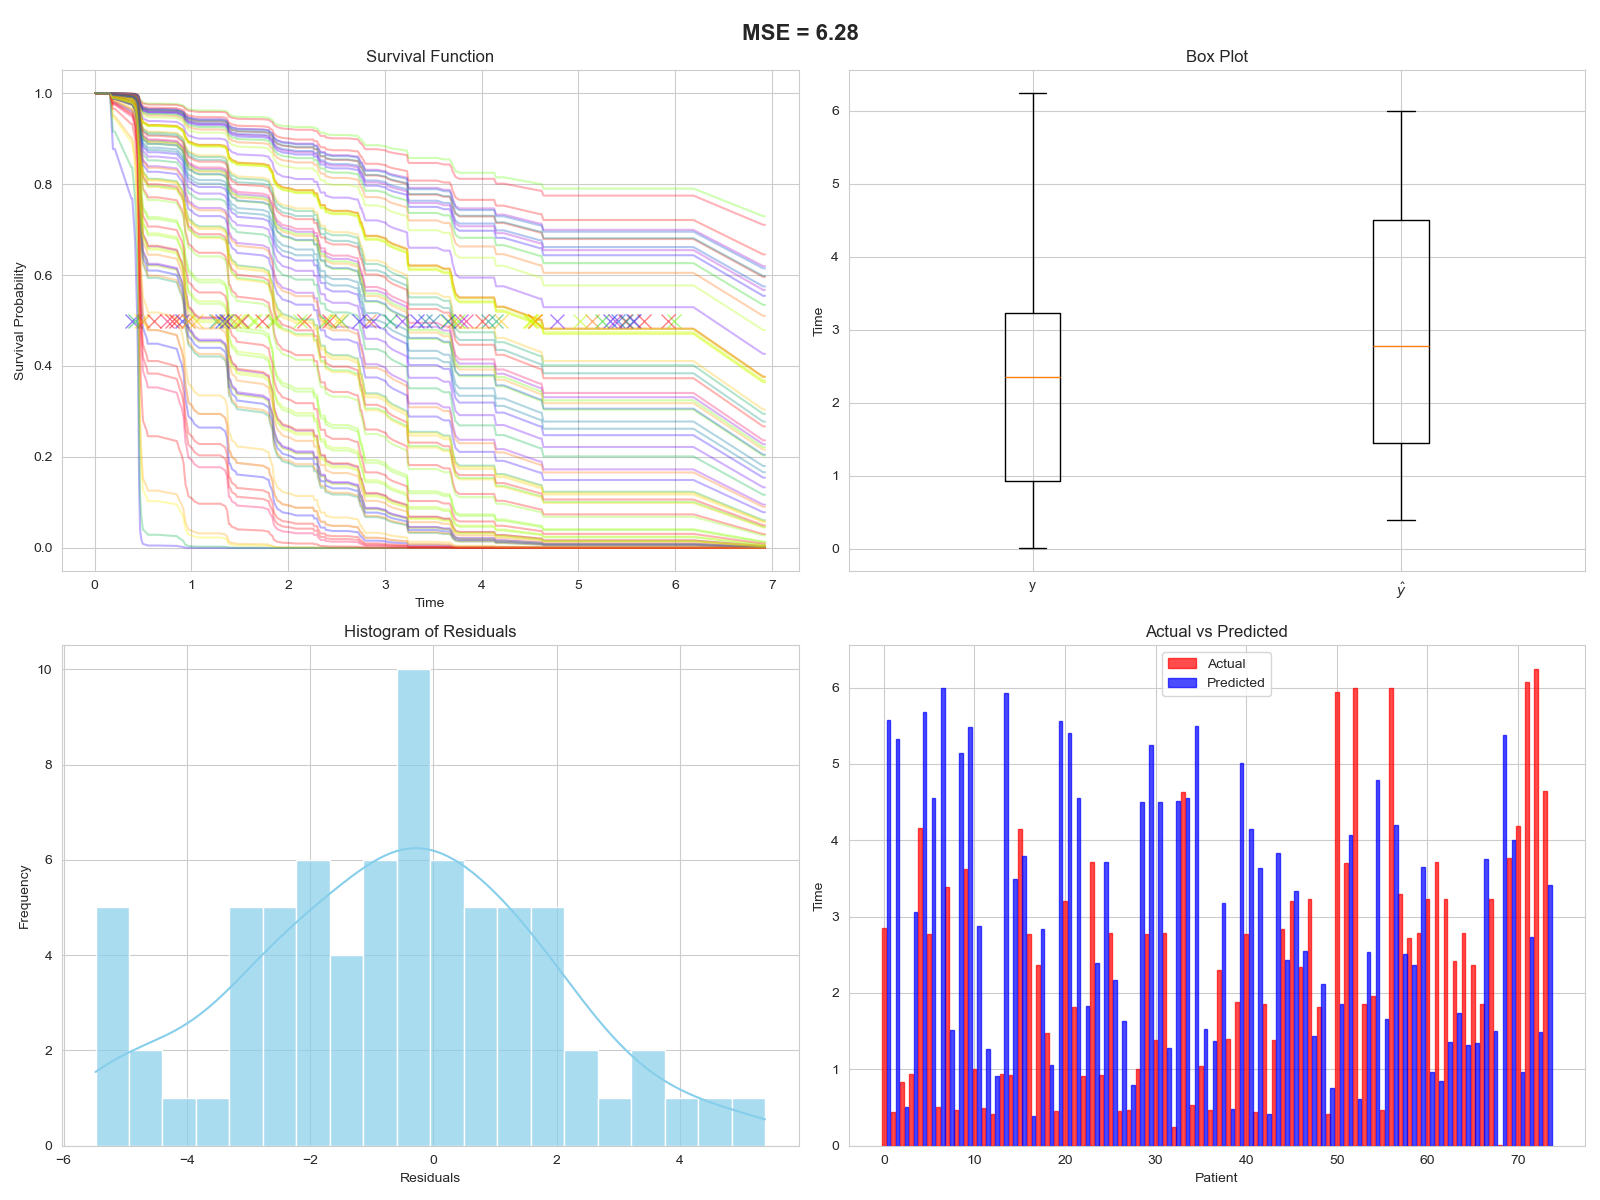 MSE = 6.28
Survival Function
Survival Probability
1.0
0.8
0.6
0.4
0.2
0.0
0 1 2 3 4 5 6 7
Time
Box Plot
Time
6
5
4
3
2
1
0
y ŷ
Histogram of Residuals
Frequency
10
8
6
4
2
0
−6 −4 −2 0 2 4
Residuals
Actual vs Predicted
Actual
Predicted
Time
6
5
4
3
2
1
0
0 10 20 30 40 50 60 70
Patient